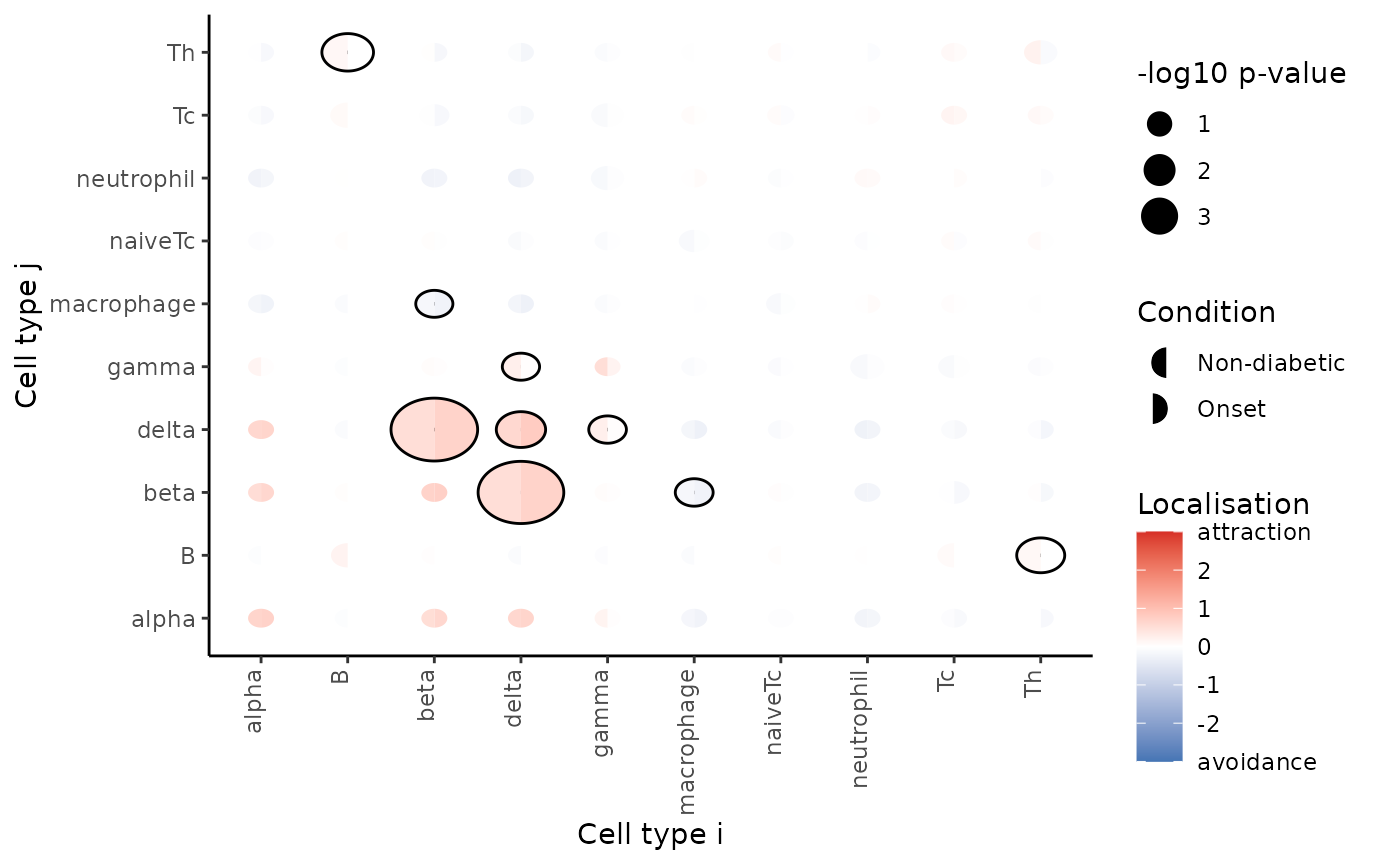 Cell type j
Th
Tc
neutrophil
naiveTc
macrophage
gamma
delta
beta
B
alpha
alpha
B
beta
delta
gamma
macrophage
naiveTc
neutrophil
Tc
Th
Cell type i
-log10 p-value
1
2
3
Condition
Non-diabetic
Onset
Localisation
attraction
2
1
0
-1
-2
avoidance